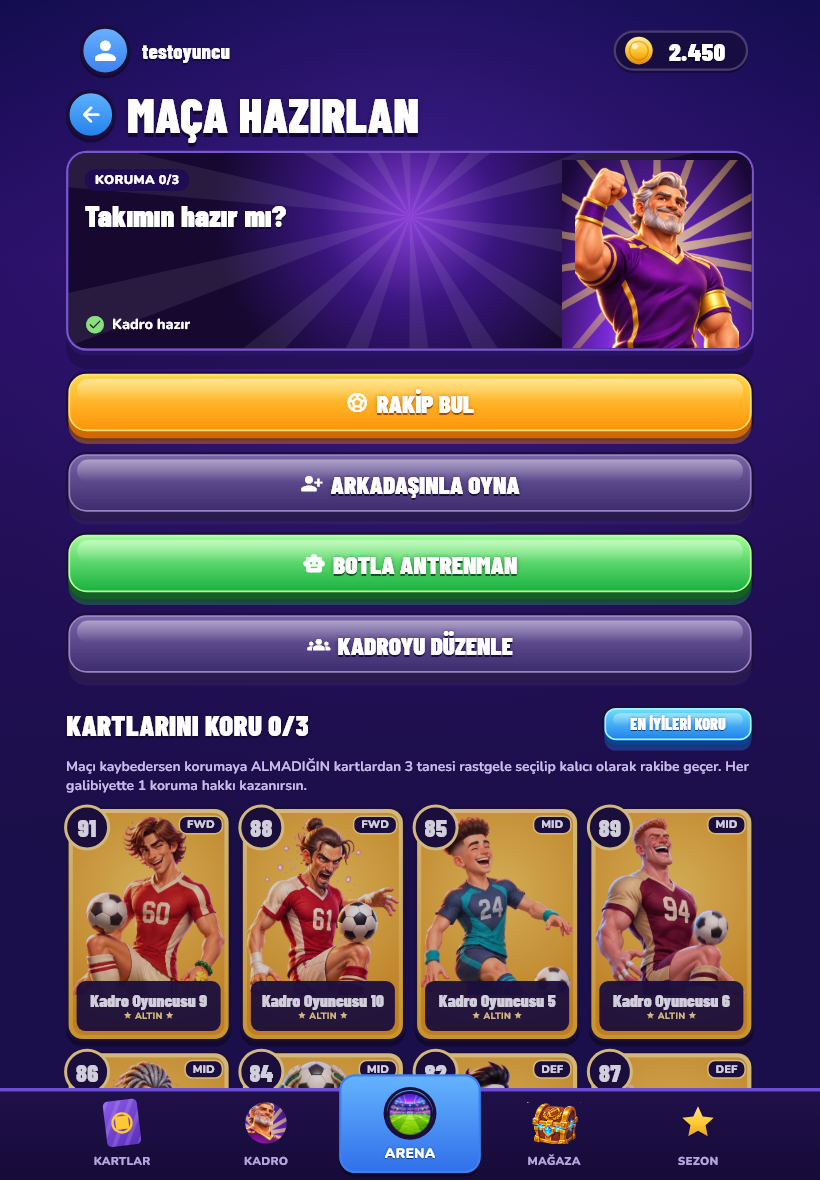 testoyuncu
2.450
MAÇA HAZIRLAN
KORUMA 0/3
Takımın hazır mı?
Kadro hazır
RAKİP BUL
ARKADAŞINLA OYNA
BOTLA ANTRENMAN
KADROYU DÜZENLE
KARTLARINI KORU 0/3
EN İYİLERİ KORU
Maçı kaybedersen korumaya ALMADIĞIN kartlardan 3 tanesi rastgele seçilip kalıcı olarak rakibe geçer. Her
galibiyette 1 koruma hakkı kazanırsın.
91 FWD
88 FWD
85 MID
89 MID
60
61
24
94
Kadro Oyuncusu 9
★ ALTIN ★
Kadro Oyuncusu 10
★ ALTIN ★
Kadro Oyuncusu 5
★ ALTIN ★
Kadro Oyuncusu 6
★ ALTIN ★
86 MID
84 MID
82 DEF
87 DEF
KARTLAR
KADRO
ARENA
MAĞAZA
SEZON